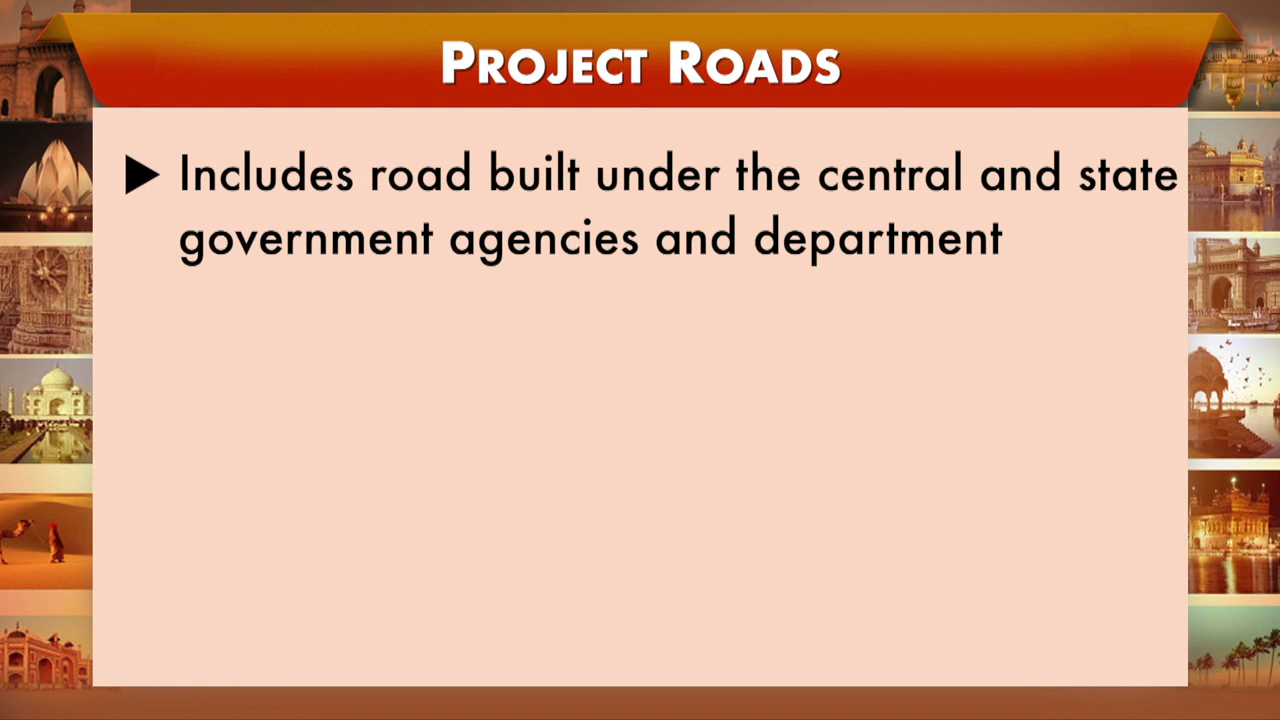 PROJECT ROADS
▶ Includes road built under the central and state
government agencies and department